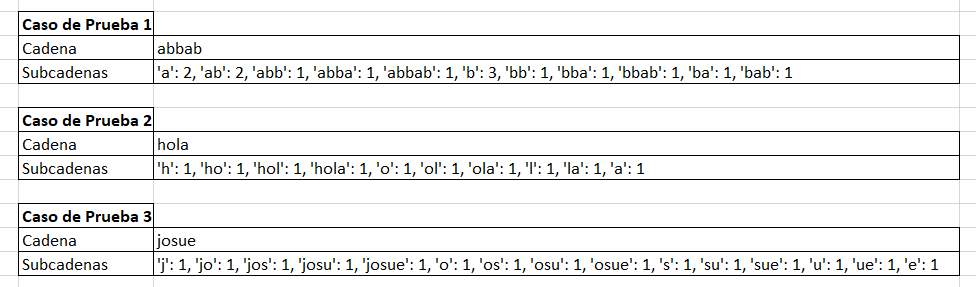 Caso de Prueba 1
Cadena abbab
Subcadenas 'a': 2, 'ab': 2, 'abb': 1, 'abba': 1, 'abbab': 1, 'b': 3, 'bb': 1, 'bba': 1, 'bbab': 1, 'ba': 1, 'bab': 1
Caso de Prueba 2
Cadena hola
Subcadenas 'h': 1, 'ho': 1, 'hol': 1, 'hola': 1, 'o': 1, 'ol': 1, 'ola': 1, 'l': 1, 'la': 1, 'a': 1
Caso de Prueba 3
Cadena josue
Subcadenas 'j': 1, 'jo': 1, 'jos': 1, 'josu': 1, 'josue': 1, 'o': 1, 'os': 1, 'osu': 1, 'osue': 1, 's': 1, 'su': 1, 'sue': 1, 'u': 1, 'ue': 1, 'e': 1